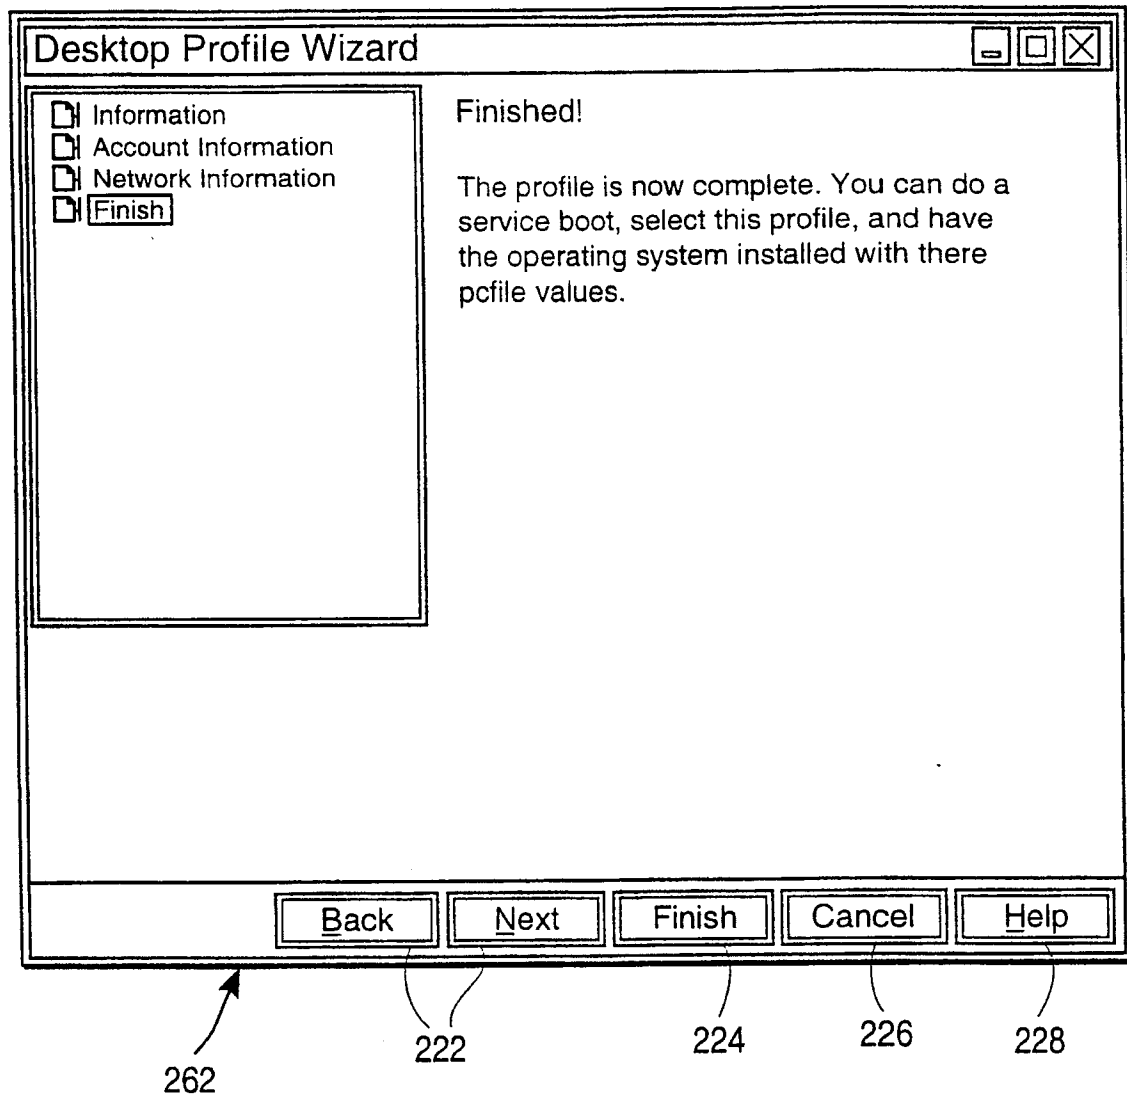 Desktop Profile Wizard
Information
Account Information
Network Information
Finish
Finished!
The profile is now complete. You can do a
service boot, select this profile, and have
the operating system installed with there
pcfile values.
Back
Next
Finish
Cancel
Help
222
224
226
228
262